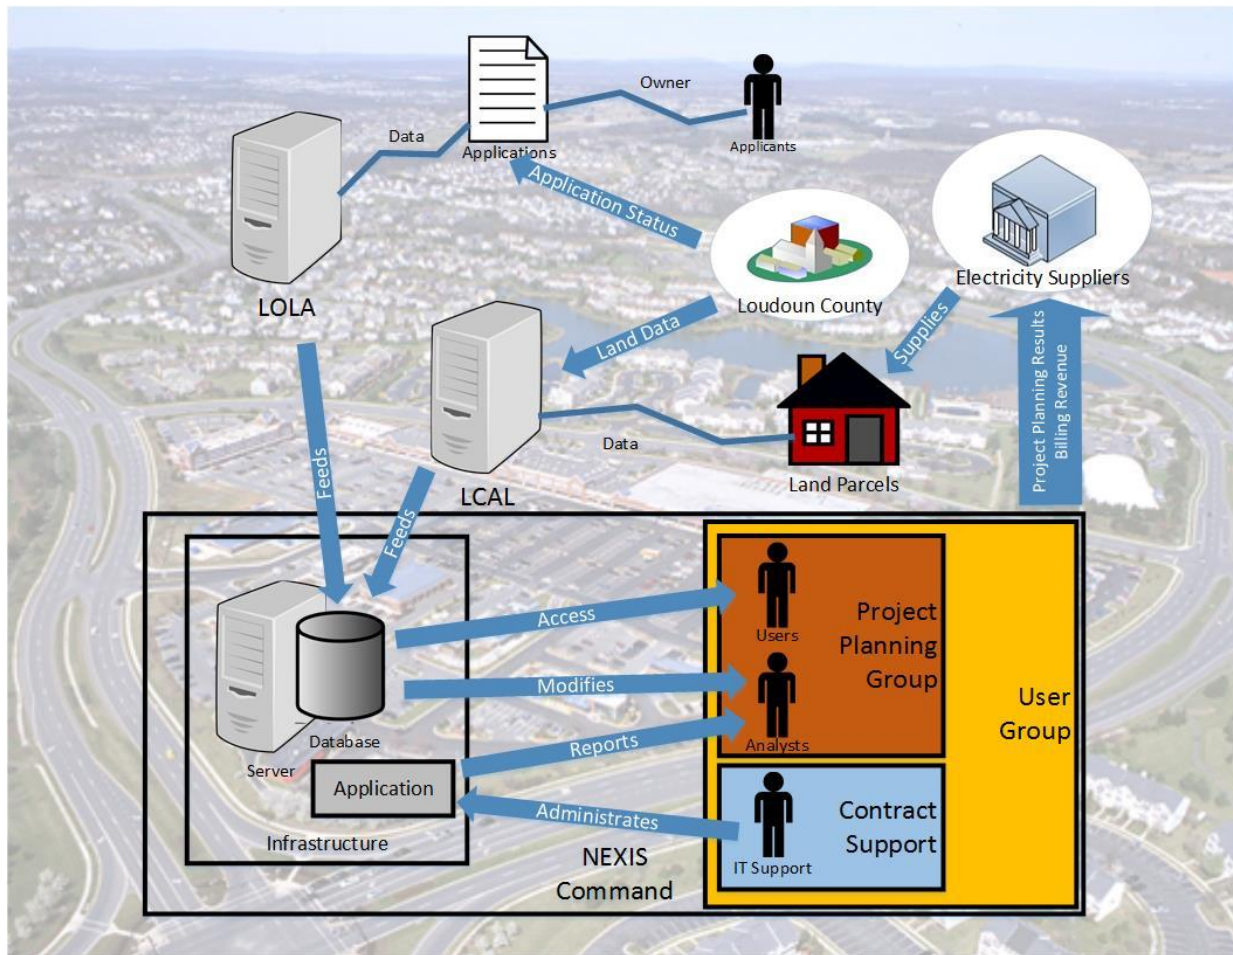 Owner
Data
Applications
Applicants
Application Status
Electricity Suppliers
LOLA
Loudoun County
Land Data
Supplies
Project Planning Results
Billing Revenue
Data
Land Parcels
LCAL
Feeds
Feeds
Access
Users
Project
Planning
Group
Modifies
User
Group
Database
Reports
Analysts
Server
Application
Administrates
Contract
Support
Infrastructure
NEXIS
Command
IT Support